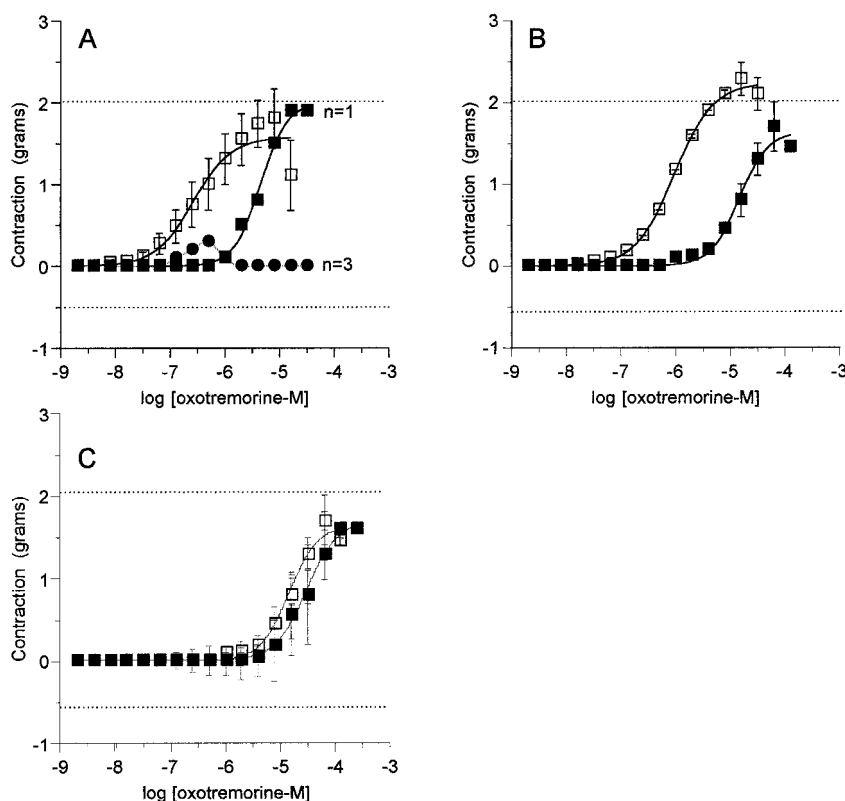 A
3
2
1
0
-1
Contraction (grams)
n=1
n=3
-9 -8 -7 -6 -5 -4 -3
log [oxotremorine-M]
B
3
2
1
0
-1
Contraction (grams)
-9 -8 -7 -6 -5 -4 -3
log [oxotremorine-M]
C
3
2
1
0
-1
Contraction (grams)
-9 -8 -7 -6 -5 -4 -3
log [oxotremorine-M]